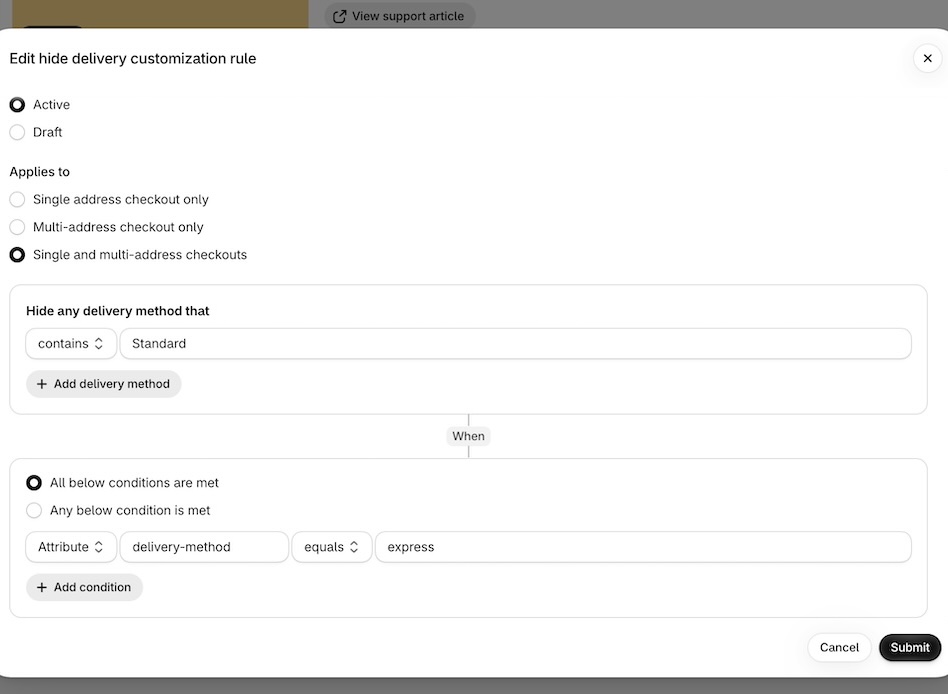 View support article
Edit hide delivery customization rule
Active
Draft
Applies to
Single address checkout only
Multi-address checkout only
Single and multi-address checkouts
Hide any delivery method that
contains Standard
+ Add delivery method
When
All below conditions are met
Any below condition is met
Attribute delivery-method equals express
+ Add condition
Cancel Submit